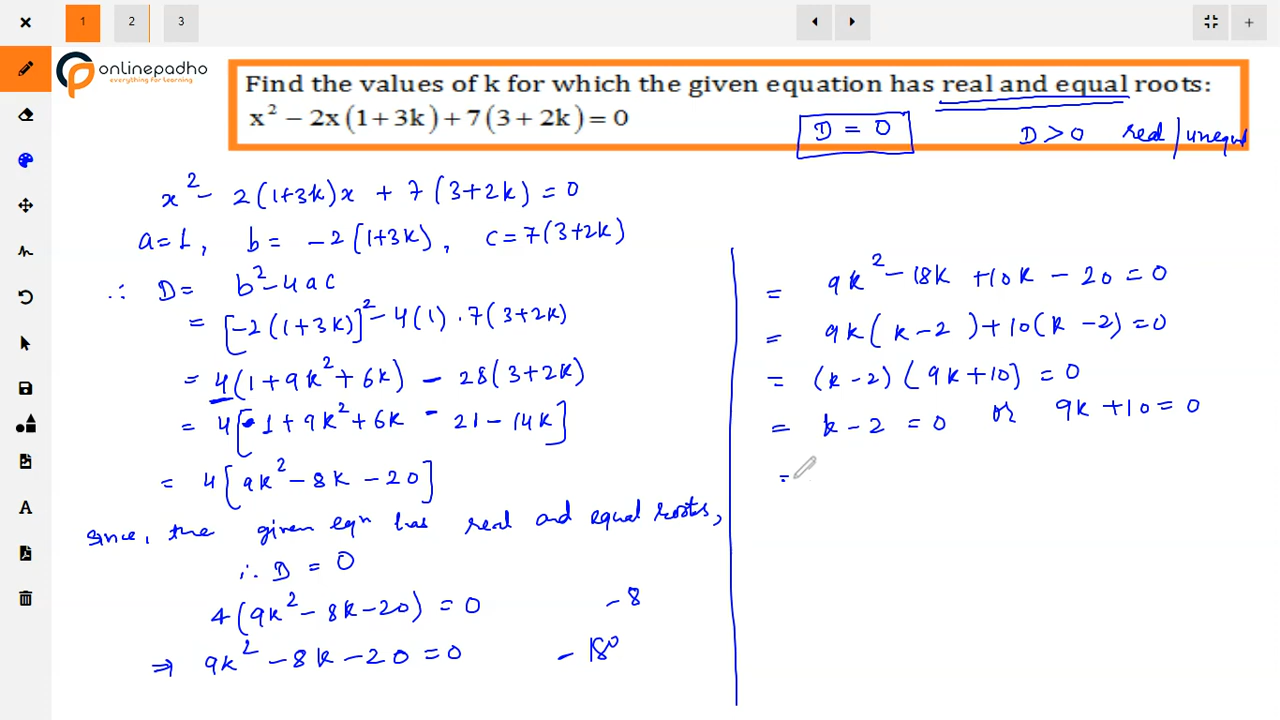 1 2 3
onlinepadho
everything for learning
Find the values of k for which the given equation has real and equal roots:
x² − 2x(1+3k)+7(3+2k)=0
D = 0
D > 0 real / unequ
x² - 2(1+3k)x + 7(3+2k) = 0
a=1, b = -2(1+3k), c=7(3+2k)
∴ D= b²-4ac
= [-2(1+3k)]² - 4(1).7(3+2k)
= 4(1+9k²+6k) - 28(3+2k)
= 4[1+9k²+6k - 21-14k]
= 4[9k²-8k-20]
since, the given eqn has real and equal roots,
∴ D = 0
4(9k²-8k-20) = 0
-8
⇒ 9k²-8k-20=0
-180
= 9k²-18k+10k-20=0
= 9k(k-2)+10(k-2)=0
= (k-2)(9k+10]=0
= k-2=0 or 9k+10=0
=
A